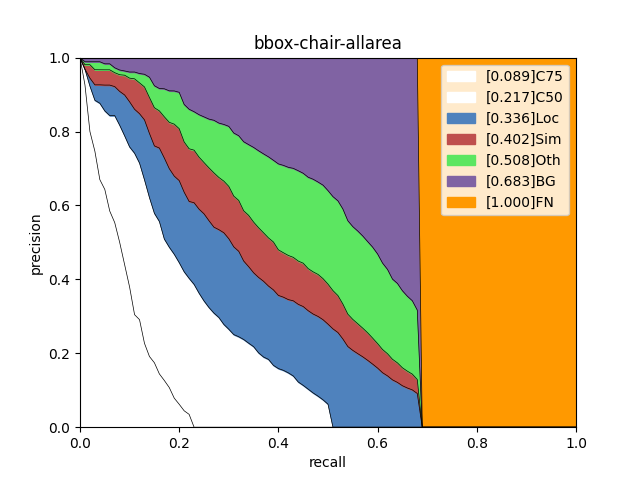 bbox-chair-allarea
1.0
0.8
0.6
0.4
0.2
0.0
precision
[0.089]C75
[0.217]C50
[0.336]Loc
[0.402]Sim
[0.508]Oth
[0.683]BG
[1.000]FN
0.0 0.2 0.4 0.6 0.8 1.0
recall